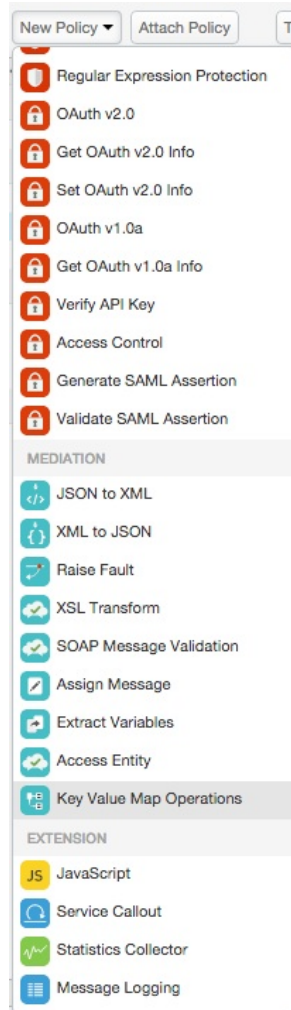 New Policy
Attach Policy
T
Regular Expression Protection
OAuth v2.0
Get OAuth v2.0 Info
Set OAuth v2.0 Info
OAuth v1.0a
Get OAuth v1.0a Info
Verify API Key
Access Control
Generate SAML Assertion
Validate SAML Assertion
MEDIATION
JSON to XML
XML to JSON
Raise Fault
XSL Transform
SOAP Message Validation
Assign Message
Extract Variables
Access Entity
Key Value Map Operations
EXTENSION
JS JavaScript
Service Callout
Statistics Collector
Message Logging